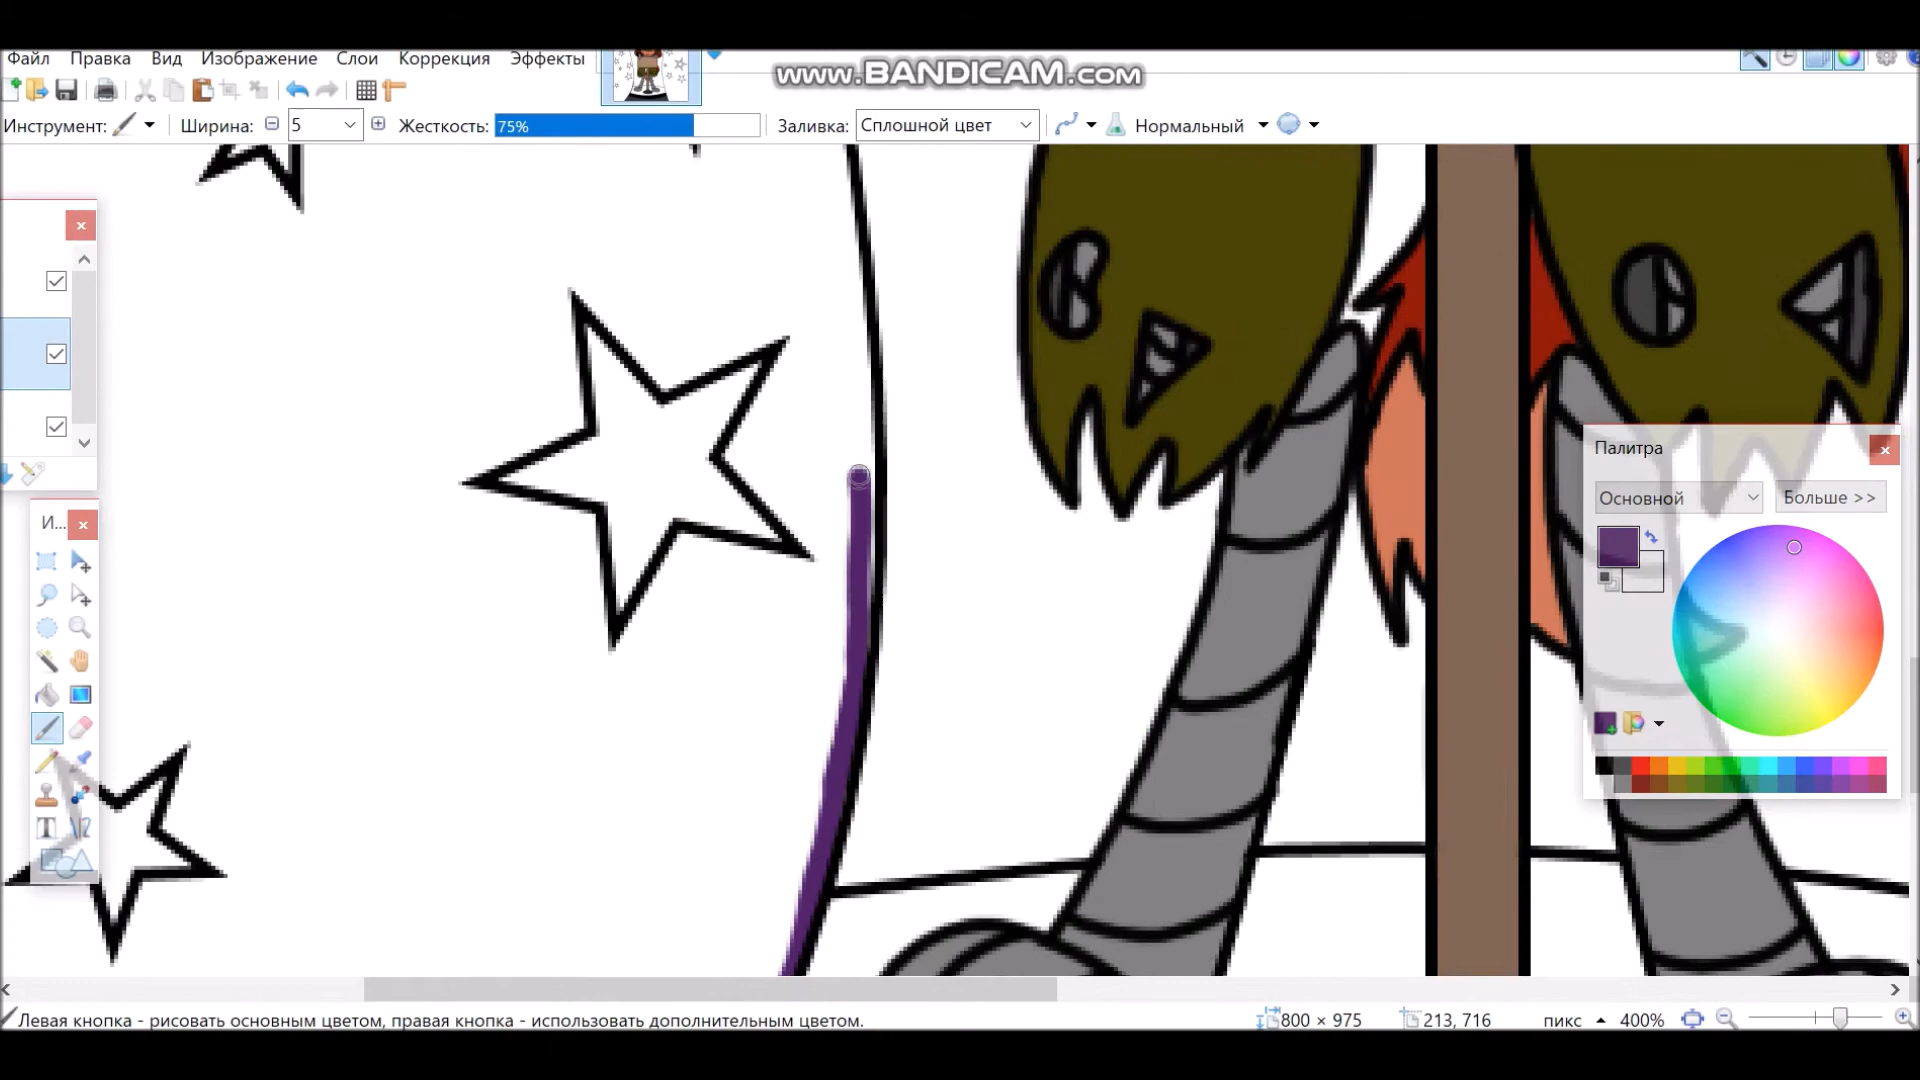 Файл Правка Вид Изображение Слои Коррекция Эффекты
www.BANDICAM.com
Инструмент: Ширина: 5 Жесткость: 75% Заливка: Сплошной цвет Нормальный
И...
Палитра
Основной Больше >>
Левая кнопка - рисовать основным цветом, правая кнопка - использовать дополнительным цветом.
800 × 975 213, 716 пикс 400%